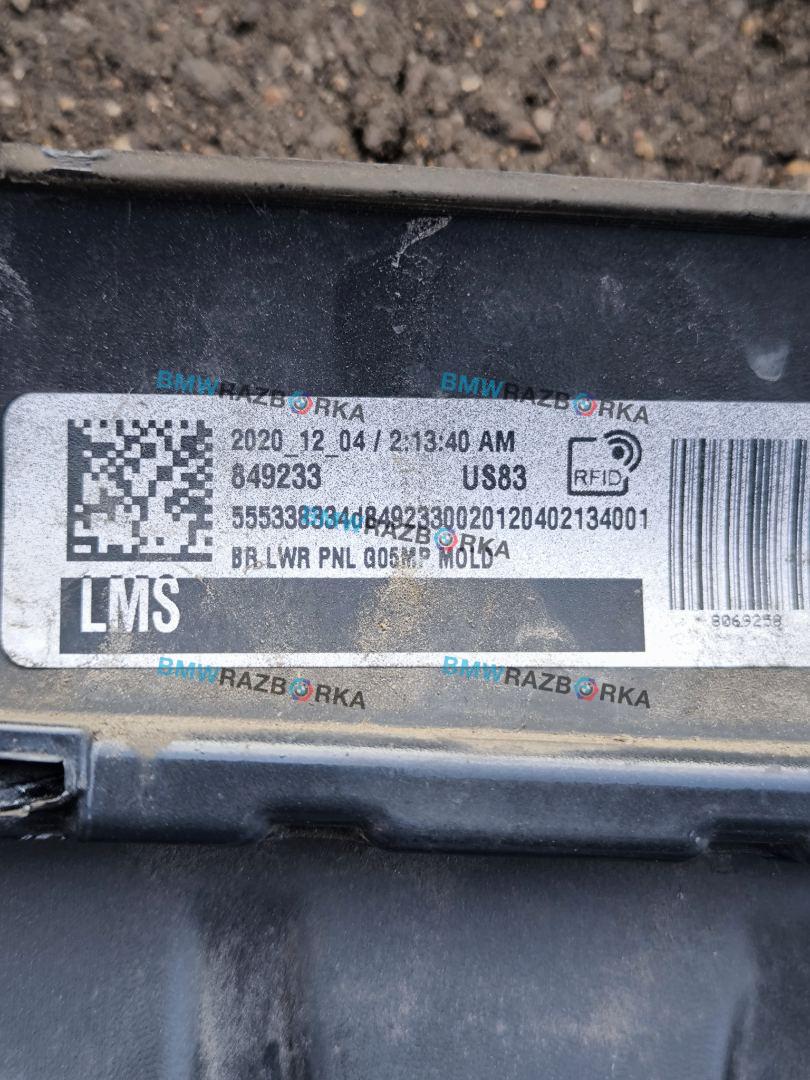 BMWRAZBORKA BMWRAZBORKA
2020_12_04 / 2:13:40 AM
RFID
849233 US83
BMWRAZBORKA
BR LWR PNL G05MP MOLD
LMS
8069258
BMWRAZBORKA BMWRAZBORKA